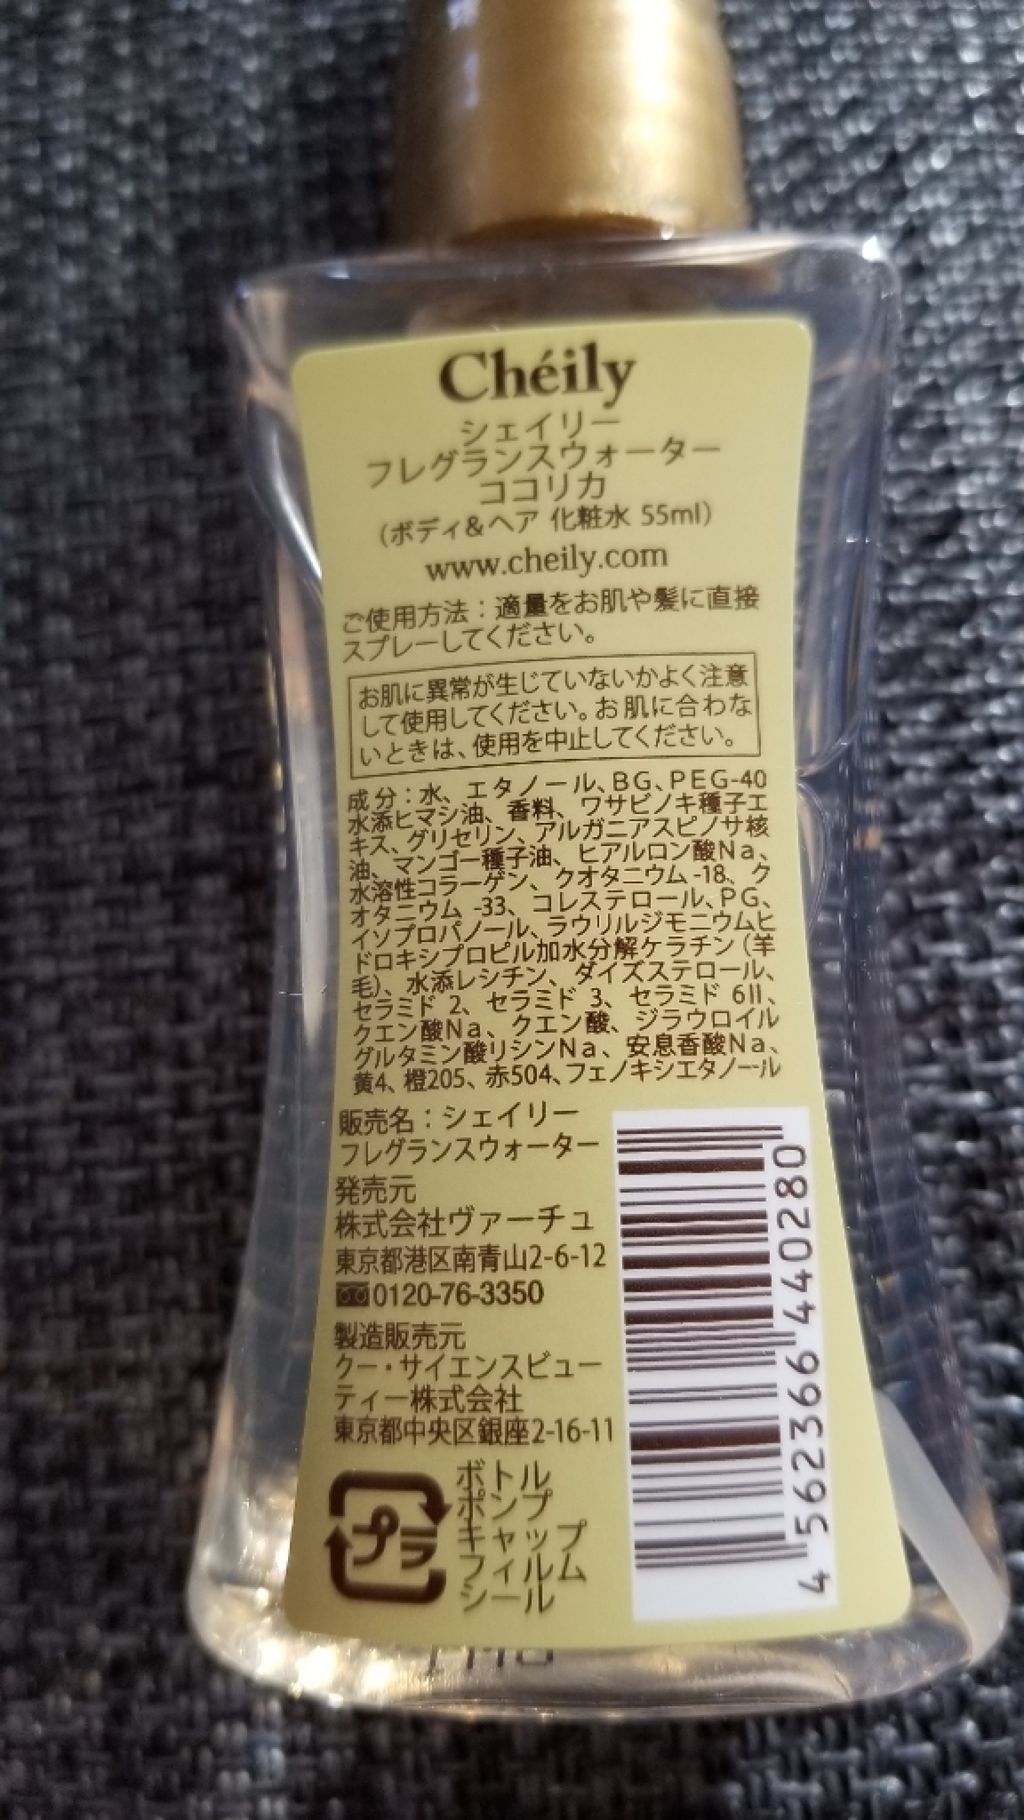 Chéily
シェイリー
フレグランスウォーター
ココリカ
(ボディ&ヘア 化粧水 55ml)
www.cheily.com
ご使用方法：適量をお肌や髪に直接
スプレーしてください。
お肌に異常が生じていないかよく注意
して使用してください。お肌に合わな
いときは、使用を中止してください。
成分：水、エタノール、BG、PEG-40
水添ヒマシ油、香料、ワサビノキ種子エ
キス、グリセリン、アルガニアスピノサ核
油、マンゴー種子油、ヒアルロン酸Na、
水溶性コラーゲン、クオタニウム-18、ク
オタニウム -33、コレステロール、PG、
イソプロパノール、ラウリルジモニウムヒ
ドロキシプロピル加水分解ケラチン（羊
毛）、水添レシチン、ダイズステロール、
セラミド 2、セラミド 3、セラミド 6II、
クエン酸Na、クエン酸、ジラウロイル
グルタミン酸リシンNa、安息香酸Na、
黄4、橙205、赤504、フェノキシエタノール
販売名：シェイリー
フレグランスウォーター
発売元
株式会社ヴァーチュ
東京都港区南青山2-6-12
0120-76-3350
製造販売元
クー・サイエンスビュー
ティー株式会社
東京都中央区銀座2-16-11
プラ
ボトル
ポンプ
キャップ
フィルム
シール
4 562366 440280